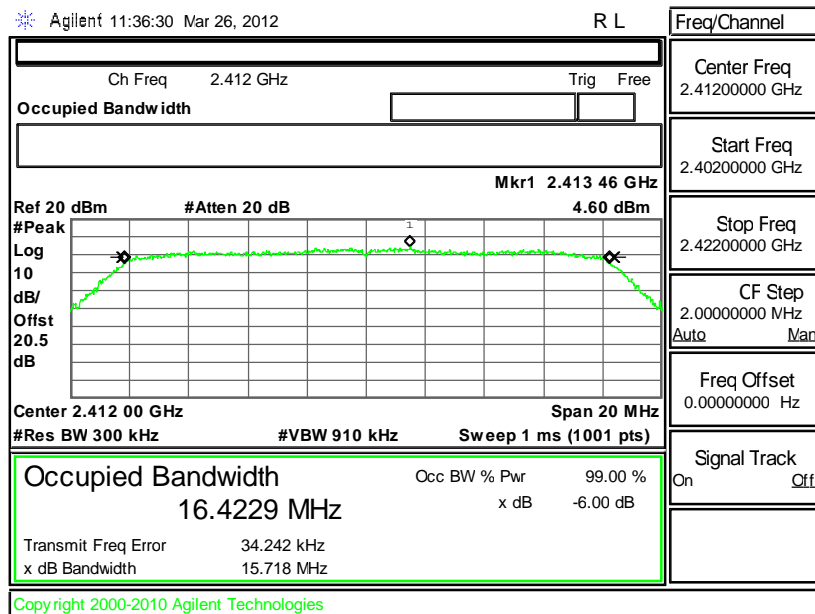 Agilent 11:36:30 Mar 26, 2012 R L
Freq/Channel
Ch Freq 2.412 GHz Trig Free
Occupied Bandwidth
Center Freq
2.41200000 GHz
Start Freq
2.40200000 GHz
Mkr1 2.413 46 GHz
Ref 20 dBm #Atten 20 dB 4.60 dBm
#Peak
Log
10
dB/
Offst
20.5
dB
1
Stop Freq
2.42200000 GHz
CF Step
2.00000000 MHz
Auto Man
Freq Offset
0.00000000 Hz
Center 2.412 00 GHz Span 20 MHz
#Res BW 300 kHz #VBW 910 kHz Sweep 1 ms (1001 pts)
Signal Track
On Off
Occupied Bandwidth
16.4229 MHz
Occ BW % Pwr 99.00 %
x dB -6.00 dB
Transmit Freq Error 34.242 kHz
x dB Bandwidth 15.718 MHz
Copyright 2000-2010 Agilent Technologies